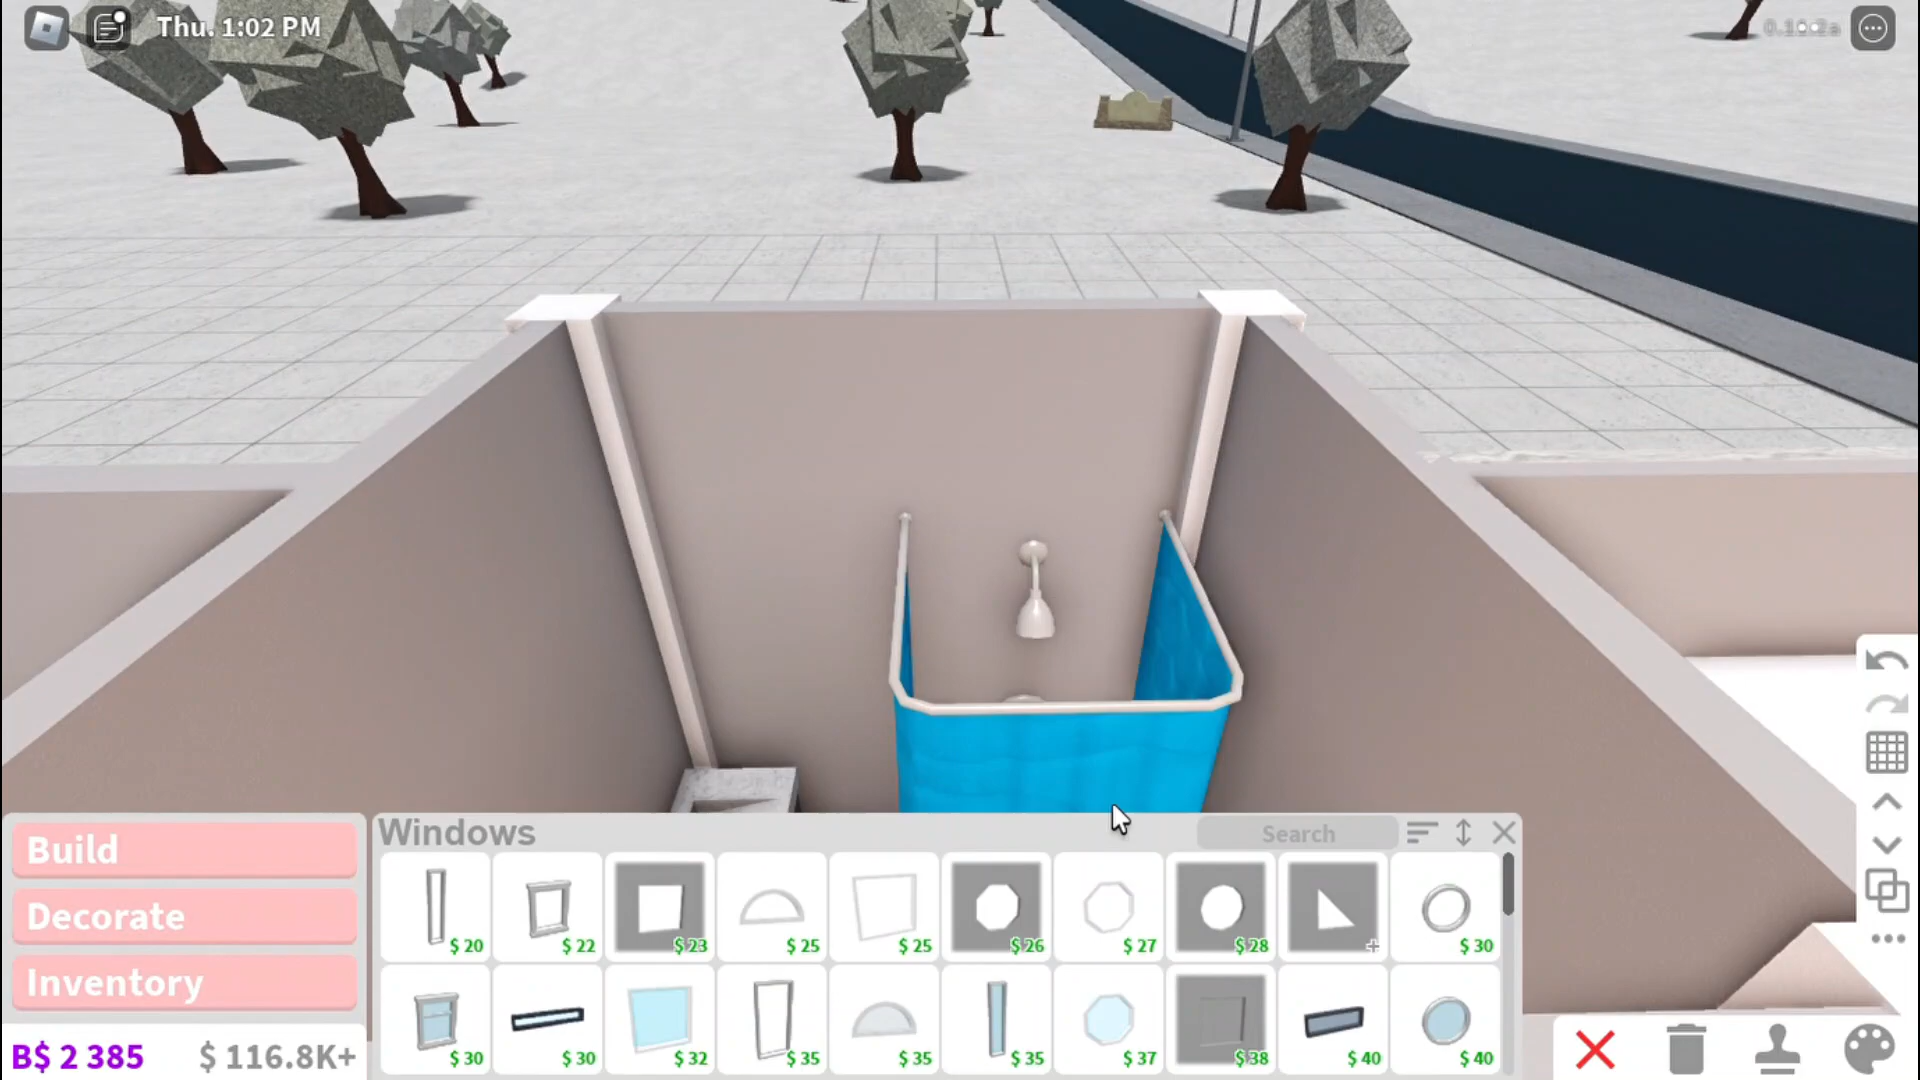 Thu. 1:02 PM
Windows
Search
Build
Decorate
Inventory
$ 20
$ 22
$ 23
$ 25
$ 25
$ 26
$ 27
$ 28
+
$ 30
$ 30
$ 30
$ 32
$ 35
$ 35
$ 35
$ 37
$ 38
$ 40
$ 40
B$ 2 385
$ 116.8K+